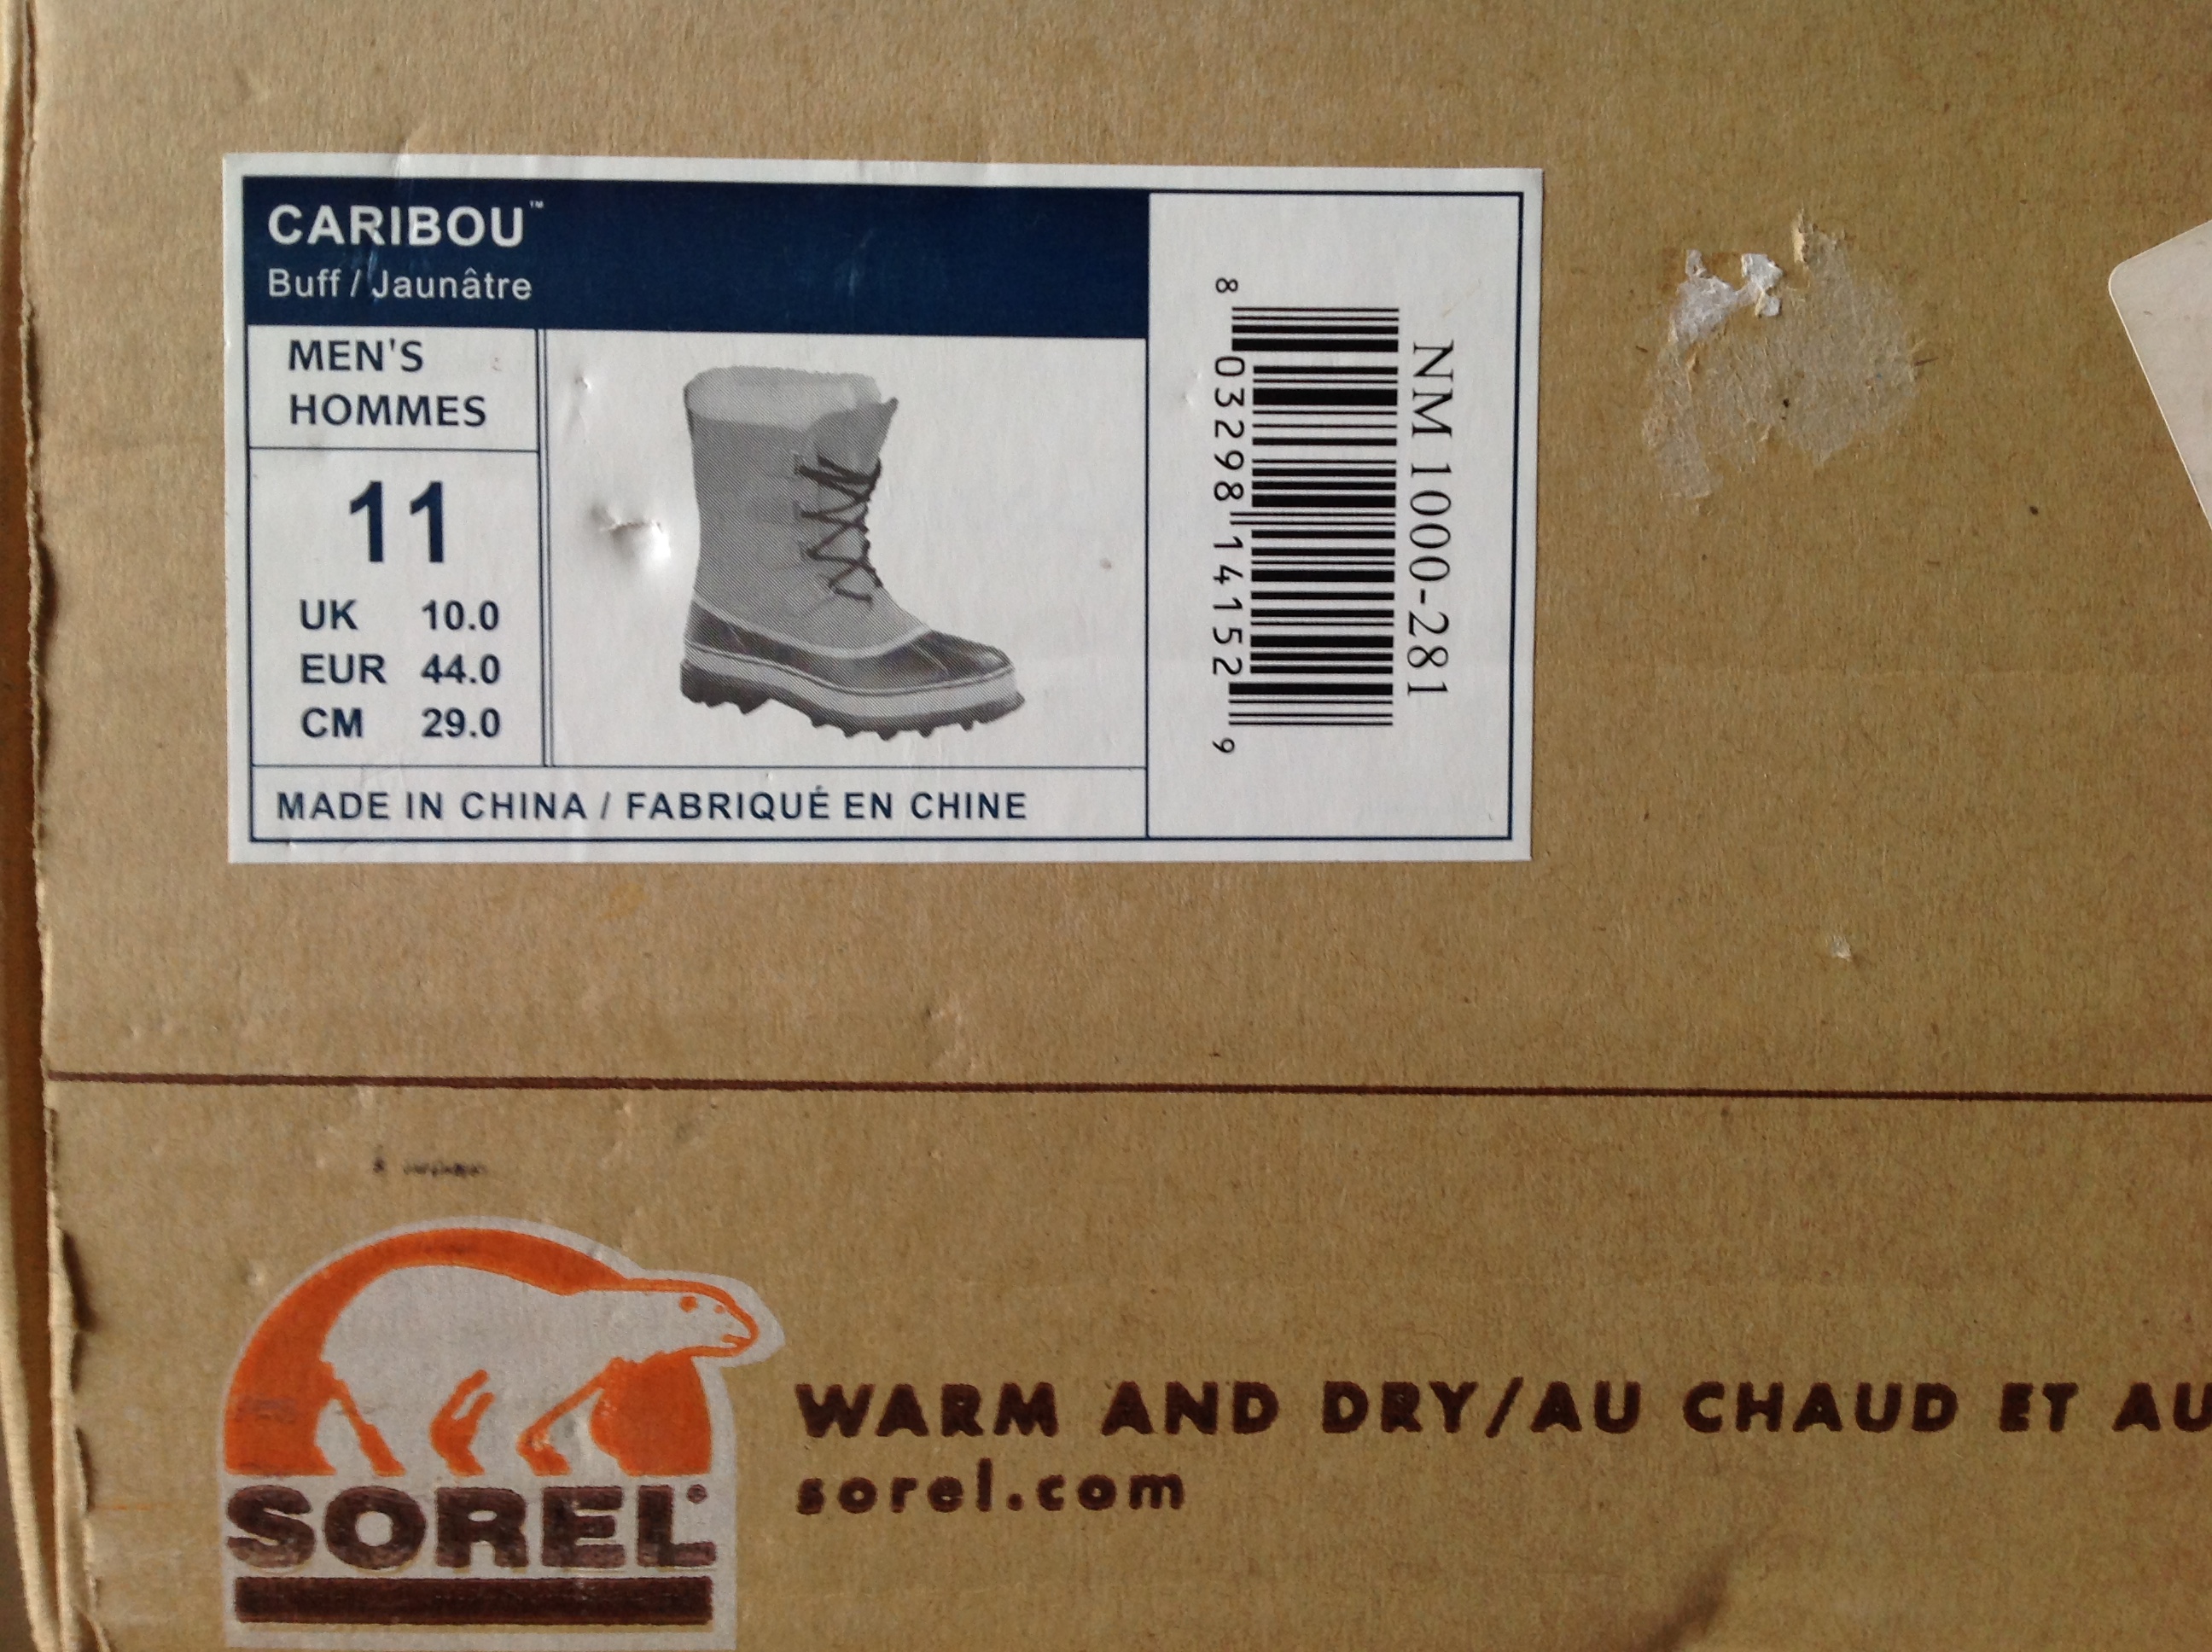 CARIBOU™
Buff / Jaunâtre
MEN'S
HOMMES
11
UK 10.0
EUR 44.0
CM 29.0
MADE IN CHINA / FABRIQUÉ EN CHINE
NM 1000-281
8 03298 14152 9
WARM AND DRY/AU CHAUD ET AU
sorel.com
SOREL®